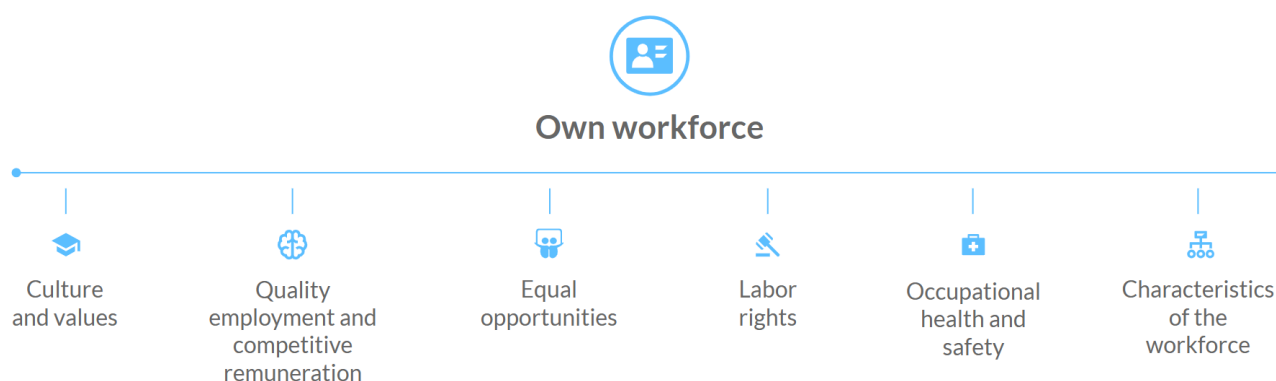 Own workforce
Culture
and values
Quality
employment and
competitive
remuneration
Equal
opportunities
Labor
rights
Occupational
health and
safety
Characteristics
of the
workforce